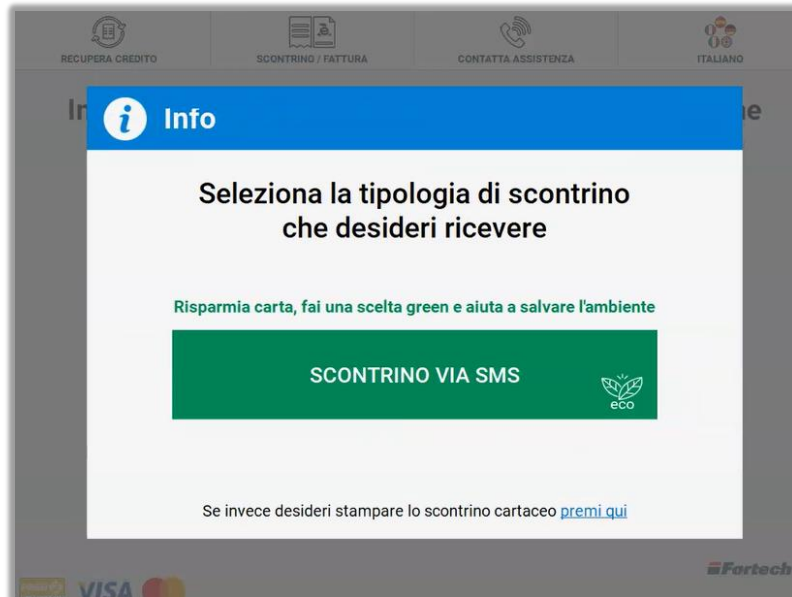 RECUPERA CREDITO
SCONTRINO / FATTURA
CONTATTA ASSISTENZA
ITALIANO
Info
Seleziona la tipologia di scontrino
che desideri ricevere
Risparmia carta, fai una scelta green e aiuta a salvare l'ambiente
SCONTRINO VIA SMS
eco
Se invece desideri stampare lo scontrino cartaceo premi qui
Fortech
VISA